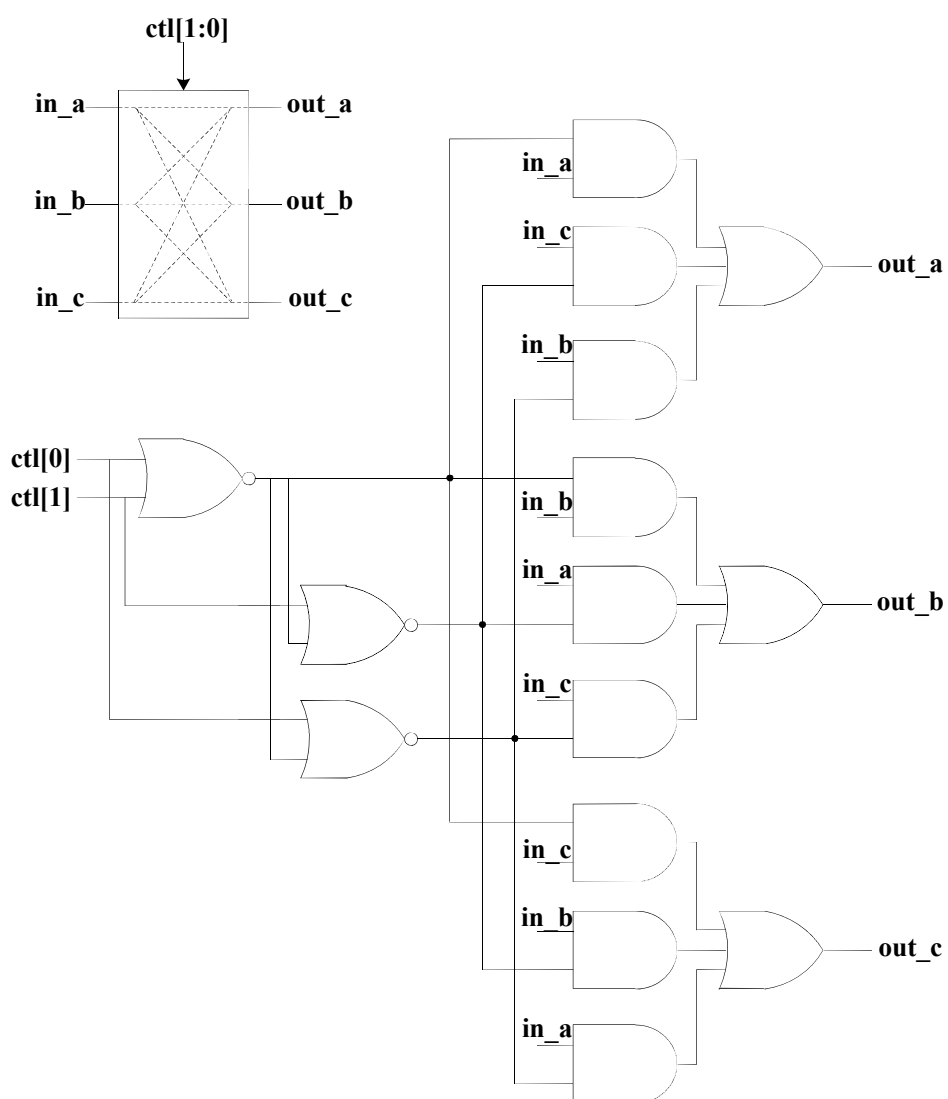 ctl[1:0]
in_a
out_a
in_b
out_b
in_c
out_c
in_a
in_c
out_a
in_b
ctl[0]
ctl[1]
in_b
in_a
out_b
in_c
in_c
in_b
out_c
in_a